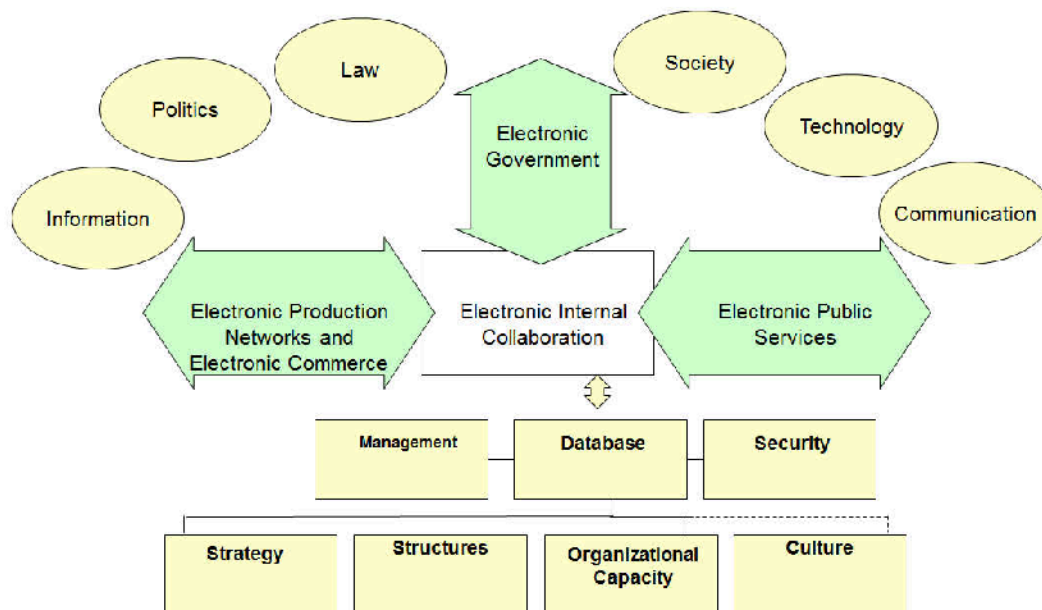 Law
Society
Politics
Technology
Electronic
Government
Information
Communication
Electronic Production
Networks and
Electronic Commerce
Electronic Internal
Collaboration
Electronic Public
Services
Management
Database
Security
Strategy
Structures
Organizational
Capacity
Culture